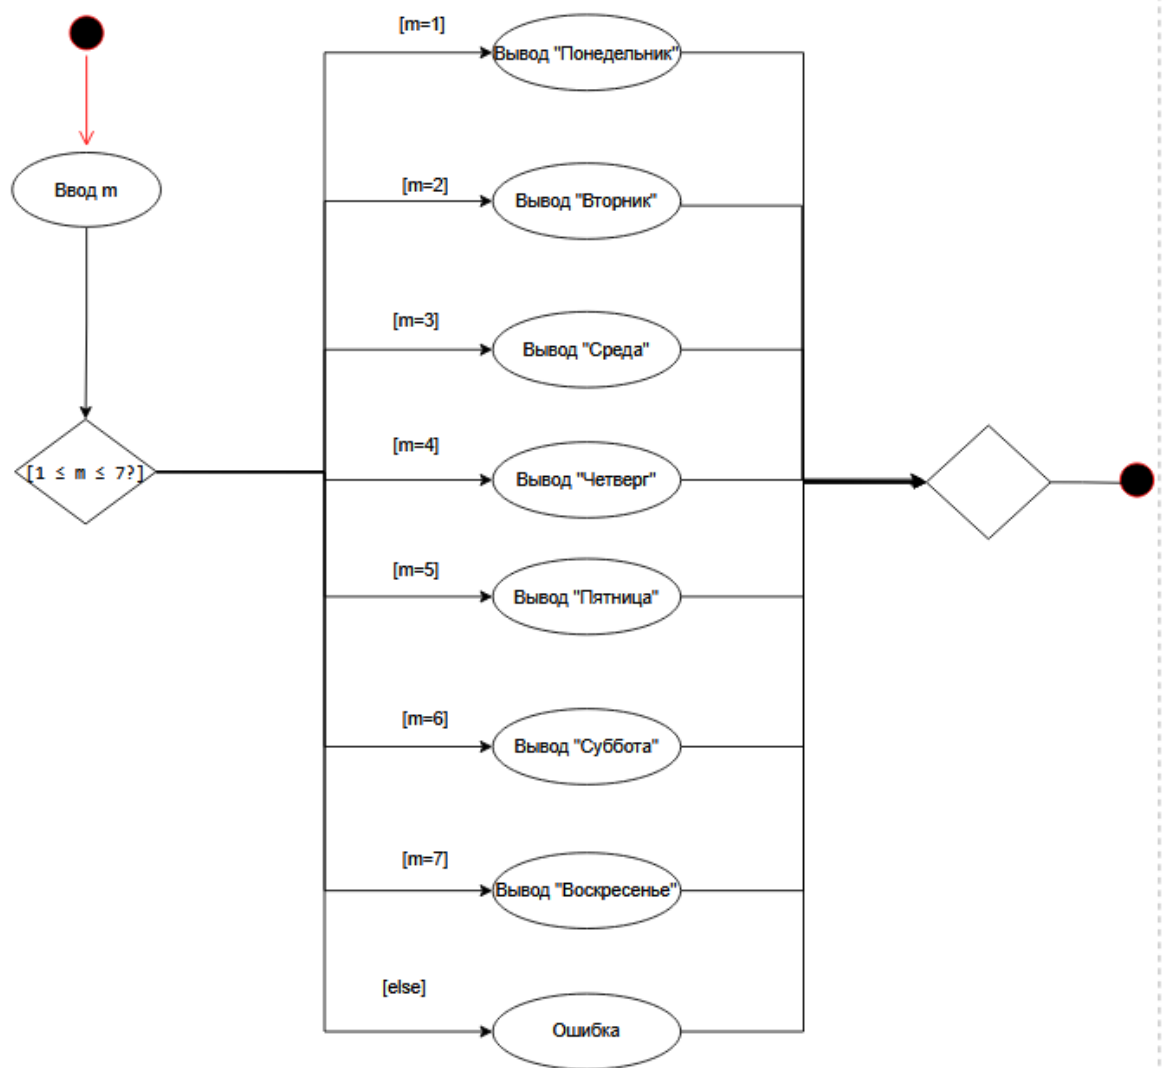 [m=1]
Вывод "Понедельник"
Ввод m
[m=2]
Вывод "Вторник"
[m=3]
Вывод "Среда"
[m=4]
[1 ≤ m ≤ 7?]
Вывод "Четверг"
[m=5]
Вывод "Пятница"
[m=6]
Вывод "Суббота"
[m=7]
Вывод "Воскресенье"
[else]
Ошибка